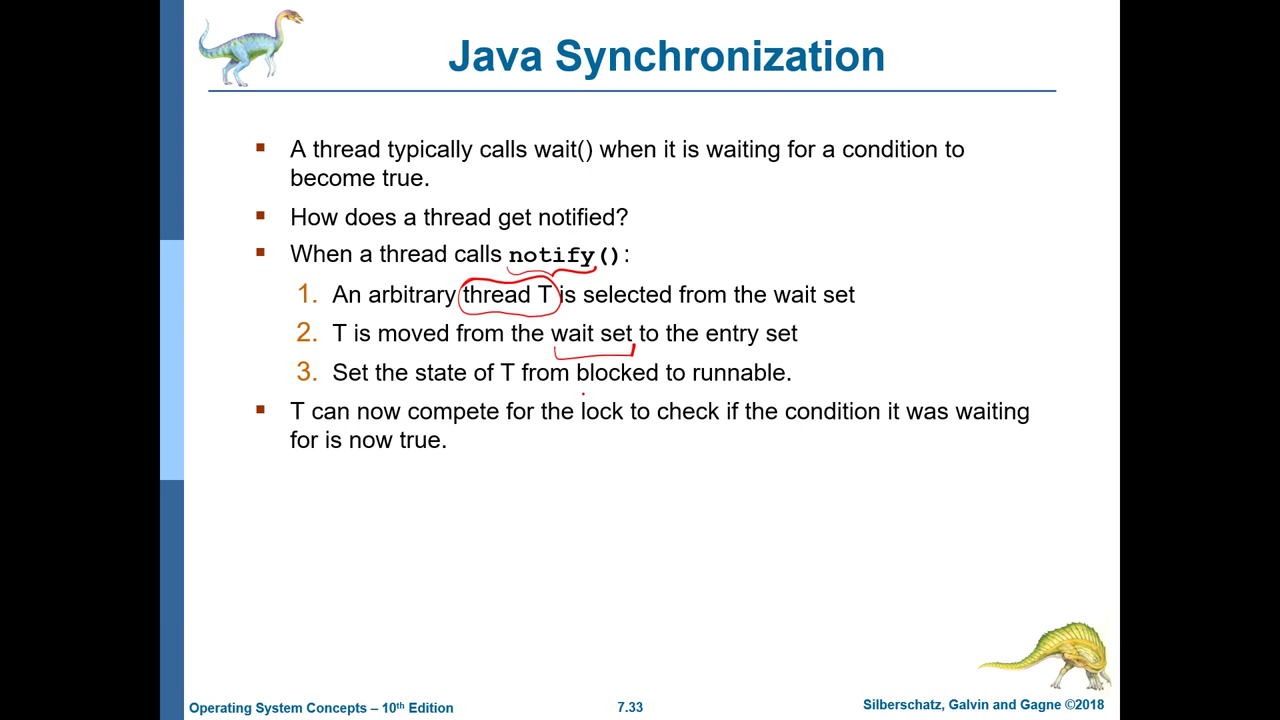 Java Synchronization
▪ A thread typically calls wait() when it is waiting for a condition to
become true.
▪ How does a thread get notified?
▪ When a thread calls notify():
1. An arbitrary thread T is selected from the wait set
2. T is moved from the wait set to the entry set
3. Set the state of T from blocked to runnable.
▪ T can now compete for the lock to check if the condition it was waiting
for is now true.
Operating System Concepts – 10th Edition
7.33
Silberschatz, Galvin and Gagne ©2018